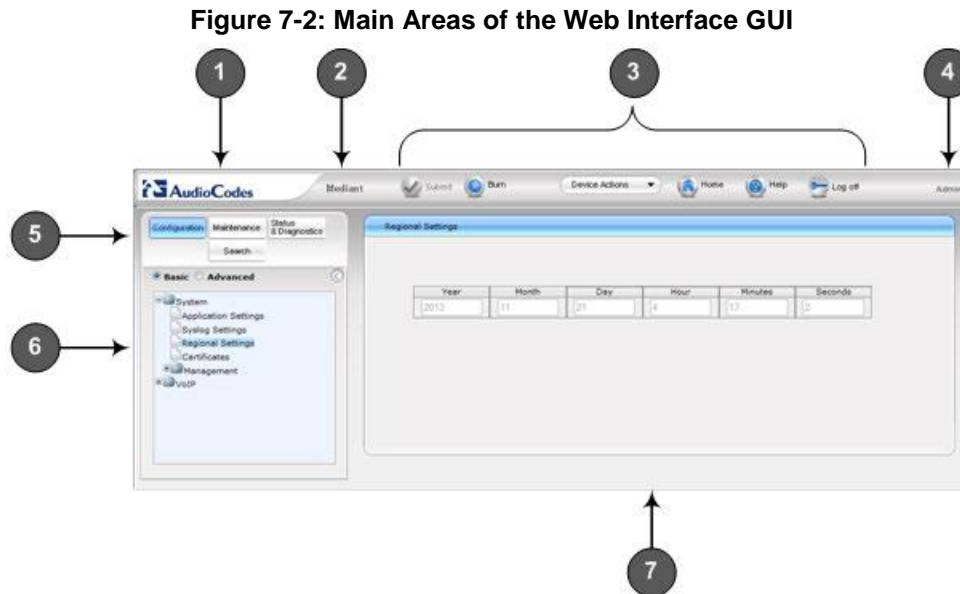 Figure 7-2: Main Areas of the Web Interface GUI
1
2
3
4
AudioCodes
Mediant
Submit
Burn
Device Actions
Home
Help
Log off
5
Configuration
Maintenance
Status & Diagnostics
Search
Regional Settings
Basic
Advanced
Year
Month
Day
Hour
Minutes
Seconds
2013
11
21
4
17
2
6
System
Application Settings
Syslog Settings
Regional Settings
Certificates
Management
VoIP
7